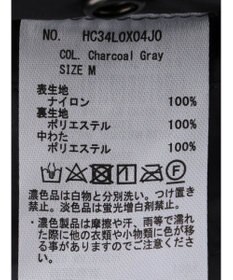 NO. HC34L0X04J0
COL. Charcoal Gray
SIZE M
表生地
ナイロン 100%
裏生地
ポリエステル 100%
中わた
ポリエステル 100%
濃色品は白物と分別洗い。つけ置き
禁止。淡色品は蛍光増白剤禁止。
・濃色製品は摩擦や汗、雨等で濡れ
た際に他の衣類や小物に色が移
る事がありますのでご注意下さい